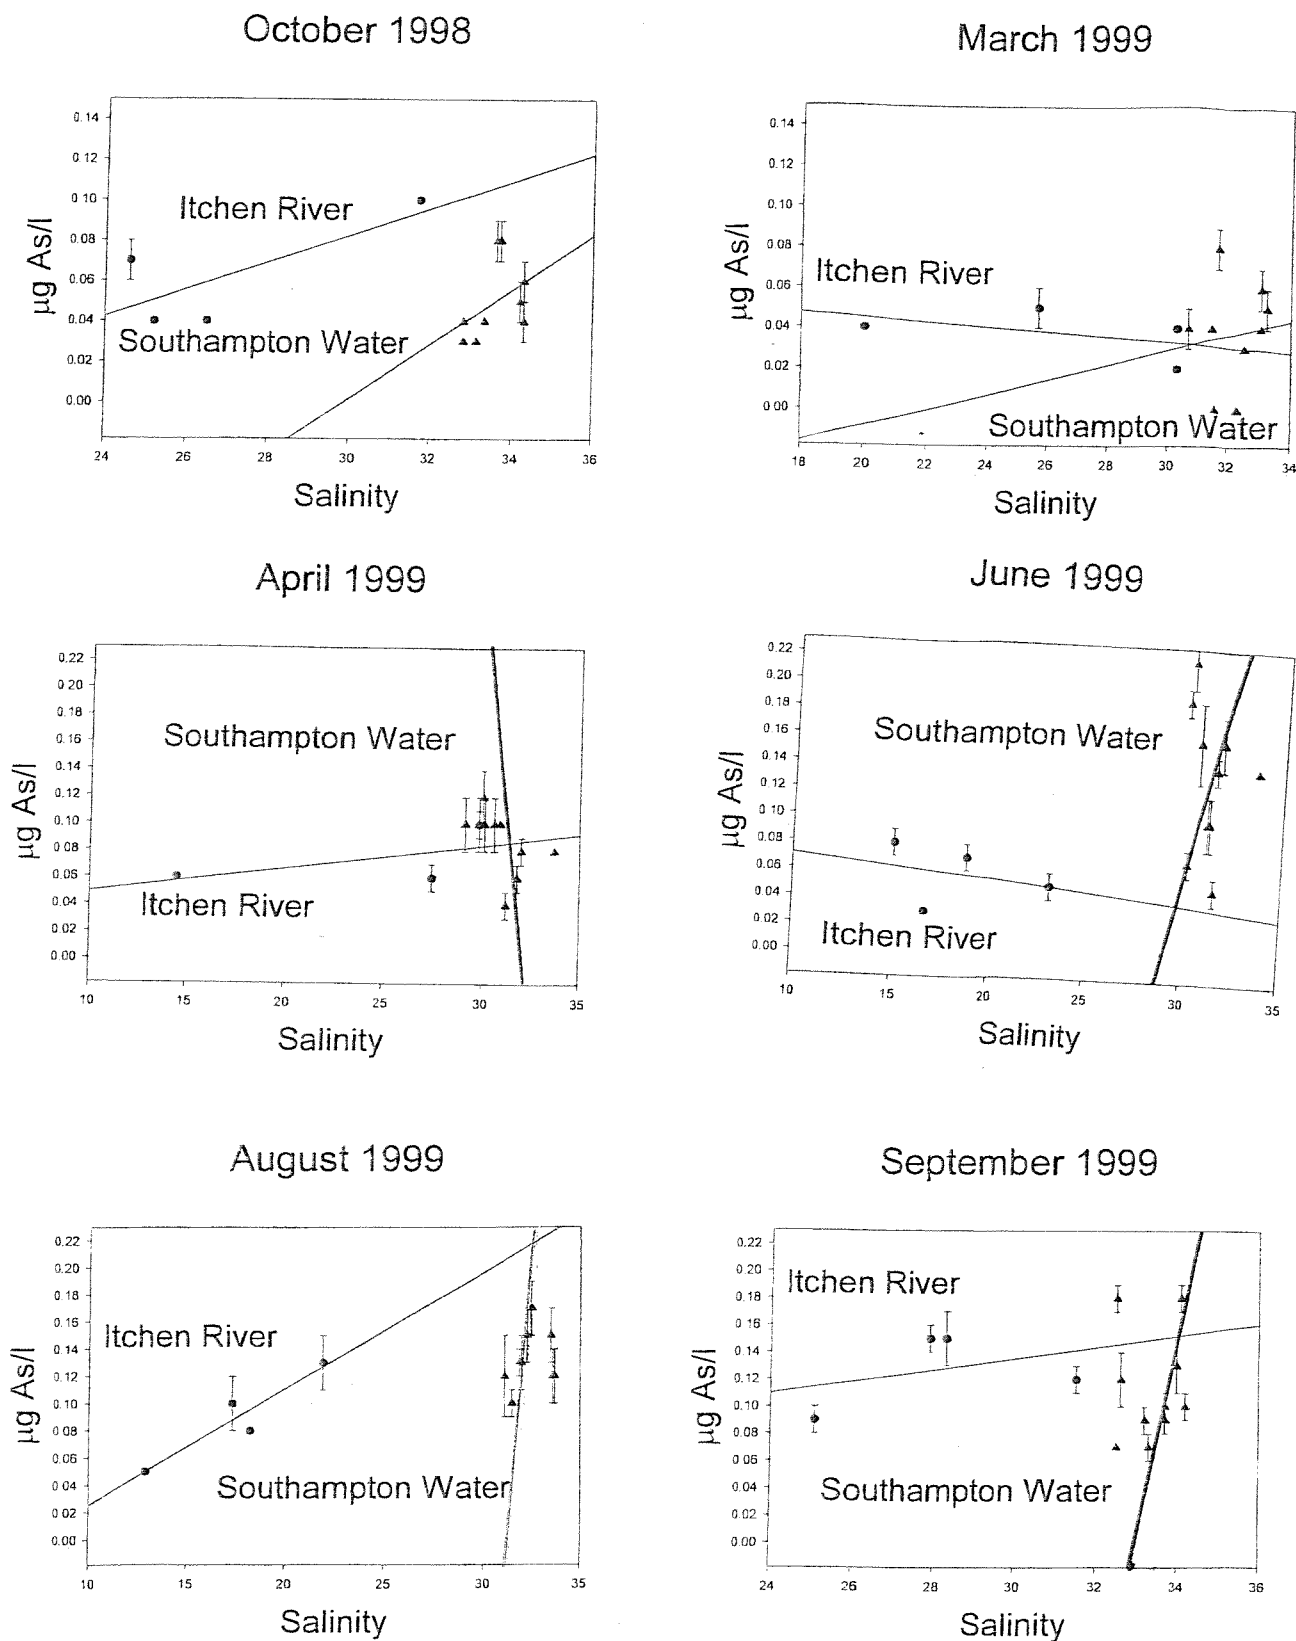 October 1998
0.14
0.12
0.10
0.08
0.06
0.04
0.02
0.00
µg As/l
Itchen River
Southampton Water
24 26 28 30 32 34 36
Salinity
March 1999
0.14
0.12
0.10
0.08
0.06
0.04
0.02
0.00
µg As/l
Itchen River
Southampton Water
18 20 22 24 26 28 30 32 34
Salinity
April 1999
0.22
0.20
0.18
0.16
0.14
0.12
0.10
0.08
0.06
0.04
0.02
0.00
µg As/l
Southampton Water
Itchen River
10 15 20 25 30 35
Salinity
June 1999
0.22
0.20
0.18
0.16
0.14
0.12
0.10
0.08
0.06
0.04
0.02
0.00
µg As/l
Southampton Water
Itchen River
10 15 20 25 30 35
Salinity
August 1999
0.22
0.20
0.18
0.16
0.14
0.12
0.10
0.08
0.06
0.04
0.02
0.00
µg As/l
Itchen River
Southampton Water
10 15 20 25 30 35
Salinity
September 1999
0.22
0.20
0.18
0.16
0.14
0.12
0.10
0.08
0.06
0.04
0.02
0.00
µg As/l
Itchen River
Southampton Water
24 26 28 30 32 34 36
Salinity